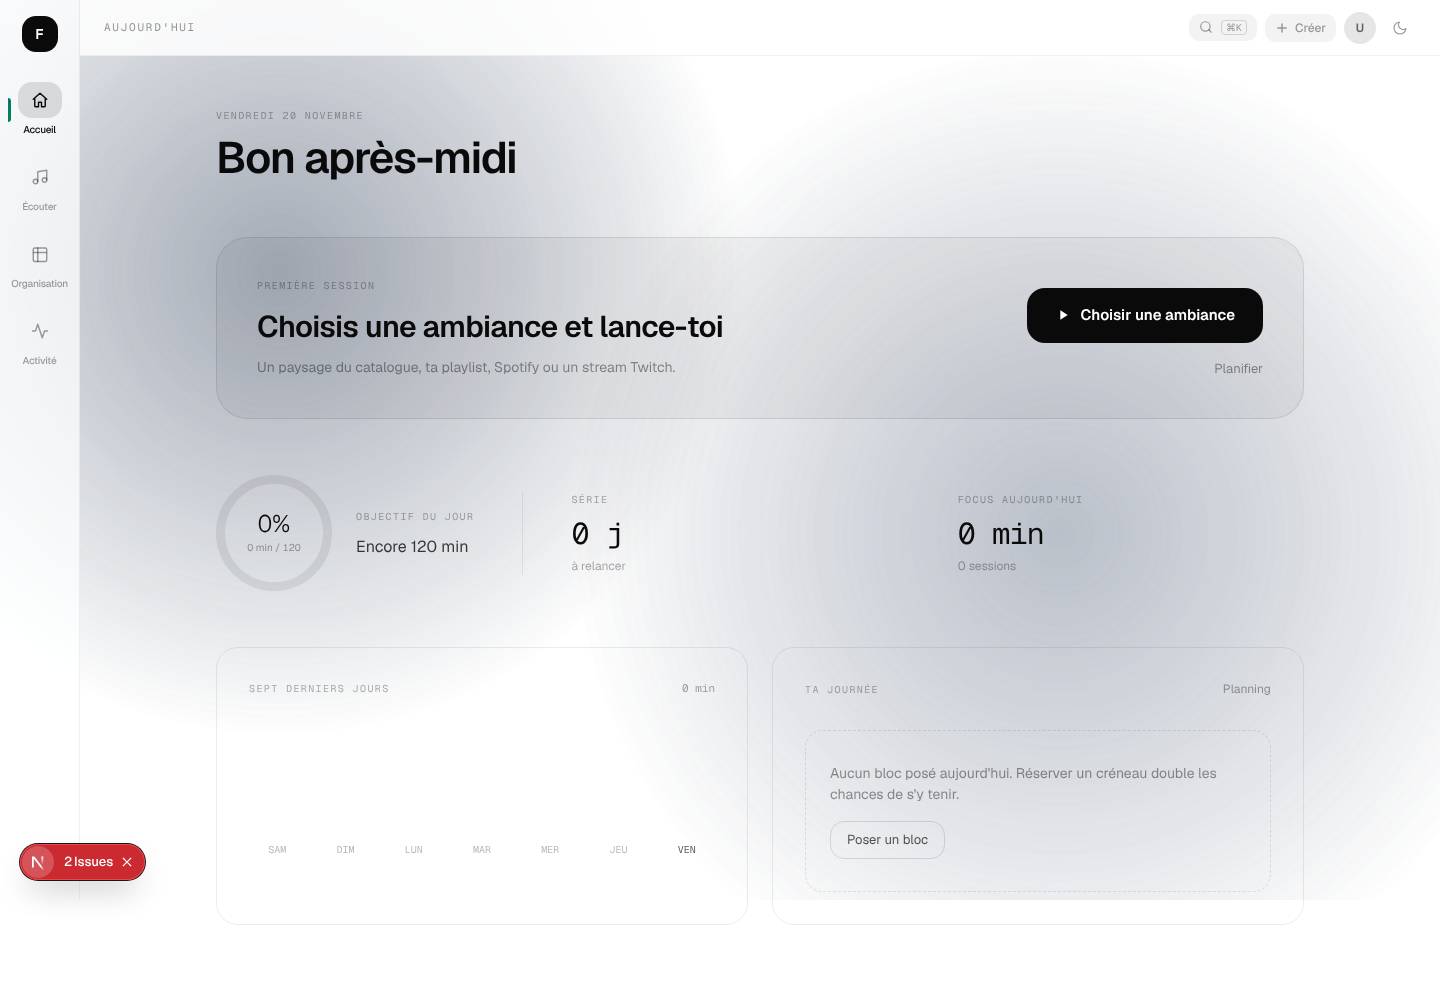 F
AUJOURD'HUI
⌘K
Créer
U
Accueil
Écouter
Organisation
Activité
VENDREDI 20 NOVEMBRE
Bon après-midi
PREMIÈRE SESSION
Choisis une ambiance et lance-toi
Un paysage du catalogue, ta playlist, Spotify ou un stream Twitch.
Choisir une ambiance
Planifier
0%
0 min / 120
OBJECTIF DU JOUR
Encore 120 min
SÉRIE
0 j
à relancer
FOCUS AUJOURD'HUI
0 min
0 sessions
SEPT DERNIERS JOURS
0 min
SAM DIM LUN MAR MER JEU VEN
TA JOURNÉE
Planning
Aucun bloc posé aujourd'hui. Réserver un créneau double les
chances de s'y tenir.
Poser un bloc
N
2 Issues